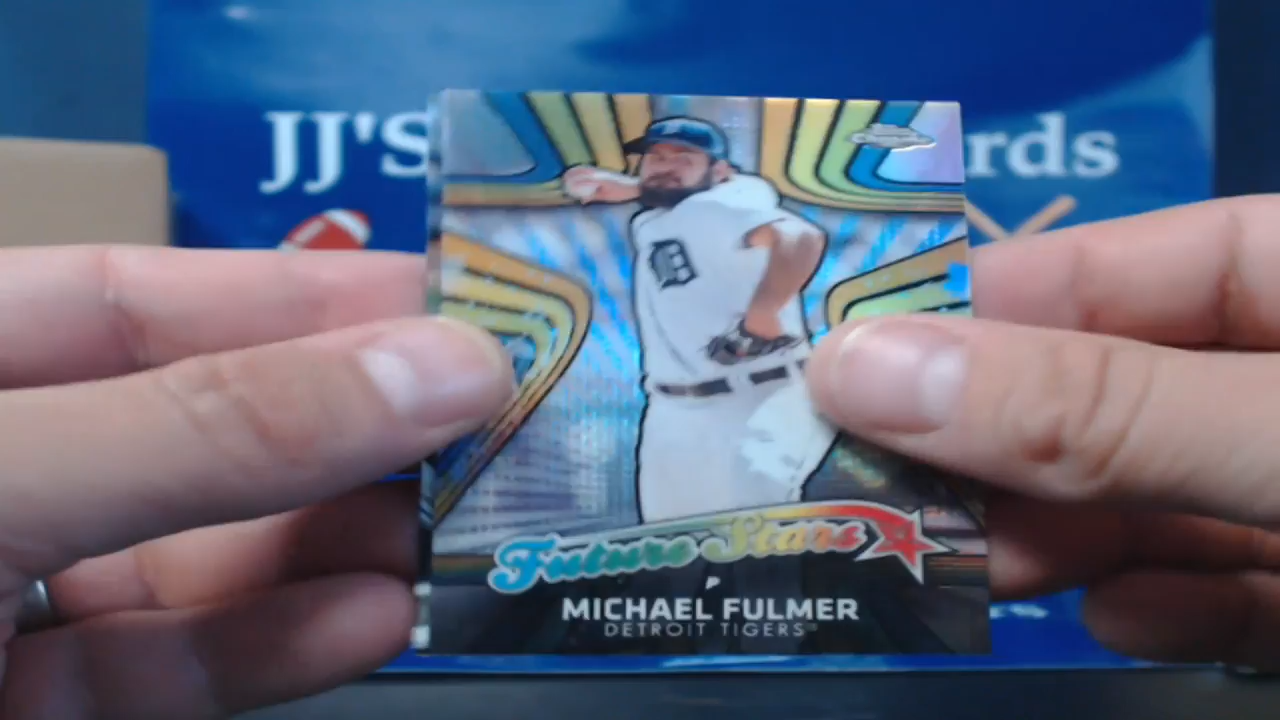 JJ'S rds
D
Future Stars
P
MICHAEL FULMER
DETROIT TIGERS